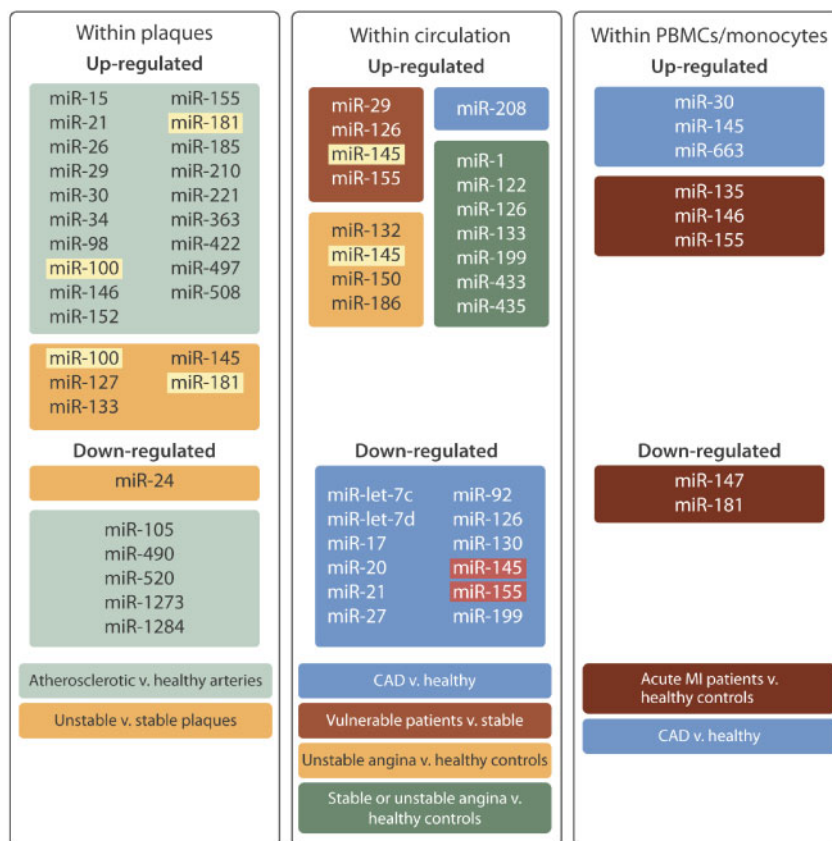 Within plaques
Up-regulated
miR-15
miR-21
miR-26
miR-29
miR-30
miR-34
miR-98
miR-100
miR-146
miR-152
miR-155
miR-181
miR-185
miR-210
miR-221
miR-363
miR-422
miR-497
miR-508
miR-100
miR-127
miR-133
miR-145
miR-181
Down-regulated
miR-24
miR-105
miR-490
miR-520
miR-1273
miR-1284
Atherosclerotic v. healthy arteries
Unstable v. stable plaques
Within circulation
Up-regulated
miR-29
miR-126
miR-145
miR-155
miR-132
miR-145
miR-150
miR-186
miR-208
miR-1
miR-122
miR-126
miR-133
miR-199
miR-433
miR-435
Down-regulated
miR-let-7c
miR-let-7d
miR-17
miR-20
miR-21
miR-27
miR-92
miR-126
miR-130
miR-145
miR-155
miR-199
CAD v. healthy
Vulnerable patients v. stable
Unstable angina v. healthy controls
Stable or unstable angina v.
healthy controls
Within PBMCs/monocytes
Up-regulated
miR-30
miR-145
miR-663
miR-135
miR-146
miR-155
Down-regulated
miR-147
miR-181
Acute MI patients v.
healthy controls
CAD v. healthy